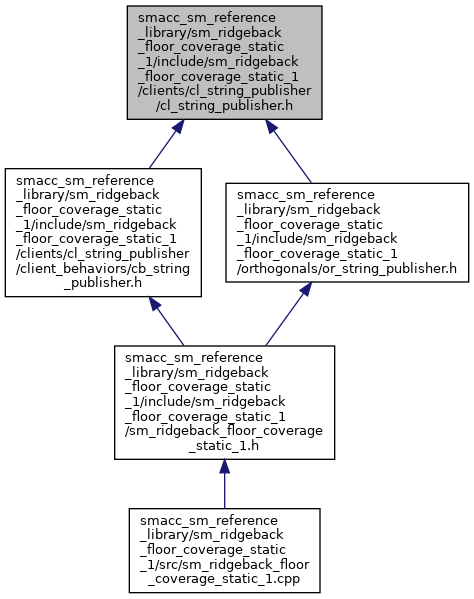 smacc_sm_reference
_library/sm_ridgeback
_floor_coverage_static
_1/include/sm_ridgeback
_floor_coverage_static_1
/clients/cl_string_publisher
/cl_string_publisher.h
smacc_sm_reference
_library/sm_ridgeback
_floor_coverage_static
_1/include/sm_ridgeback
_floor_coverage_static_1
/clients/cl_string_publisher
/client_behaviors/cb_string
_publisher.h
smacc_sm_reference
_library/sm_ridgeback
_floor_coverage_static
_1/include/sm_ridgeback
_floor_coverage_static_1
/orthogonals/or_string_publisher.h
smacc_sm_reference
_library/sm_ridgeback
_floor_coverage_static
_1/include/sm_ridgeback
_floor_coverage_static_1
/sm_ridgeback_floor_coverage
_static_1.h
smacc_sm_reference
_library/sm_ridgeback
_floor_coverage_static
_1/src/sm_ridgeback_floor
_coverage_static_1.cpp